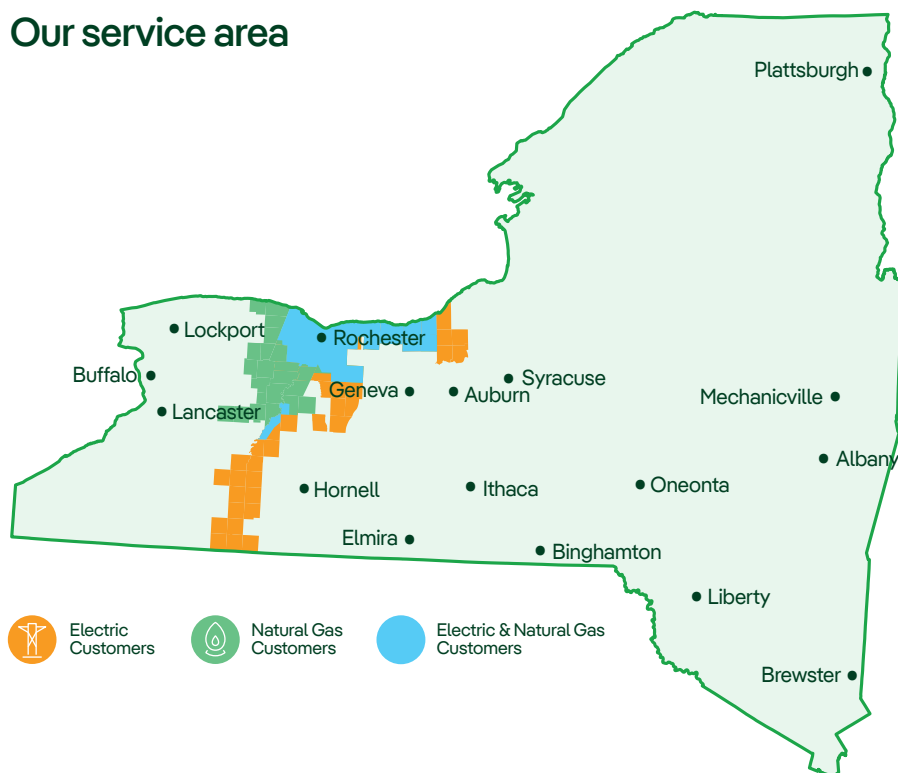 Our service area
Plattsburgh
Lockport
Rochester
Buffalo
Geneva
Auburn
Syracuse
Lancaster
Mechanicville
Albany
Hornell
Ithaca
Oneonta
Elmira
Binghamton
Liberty
Brewster
Electric
Customers
Natural Gas
Customers
Electric & Natural Gas
Customers